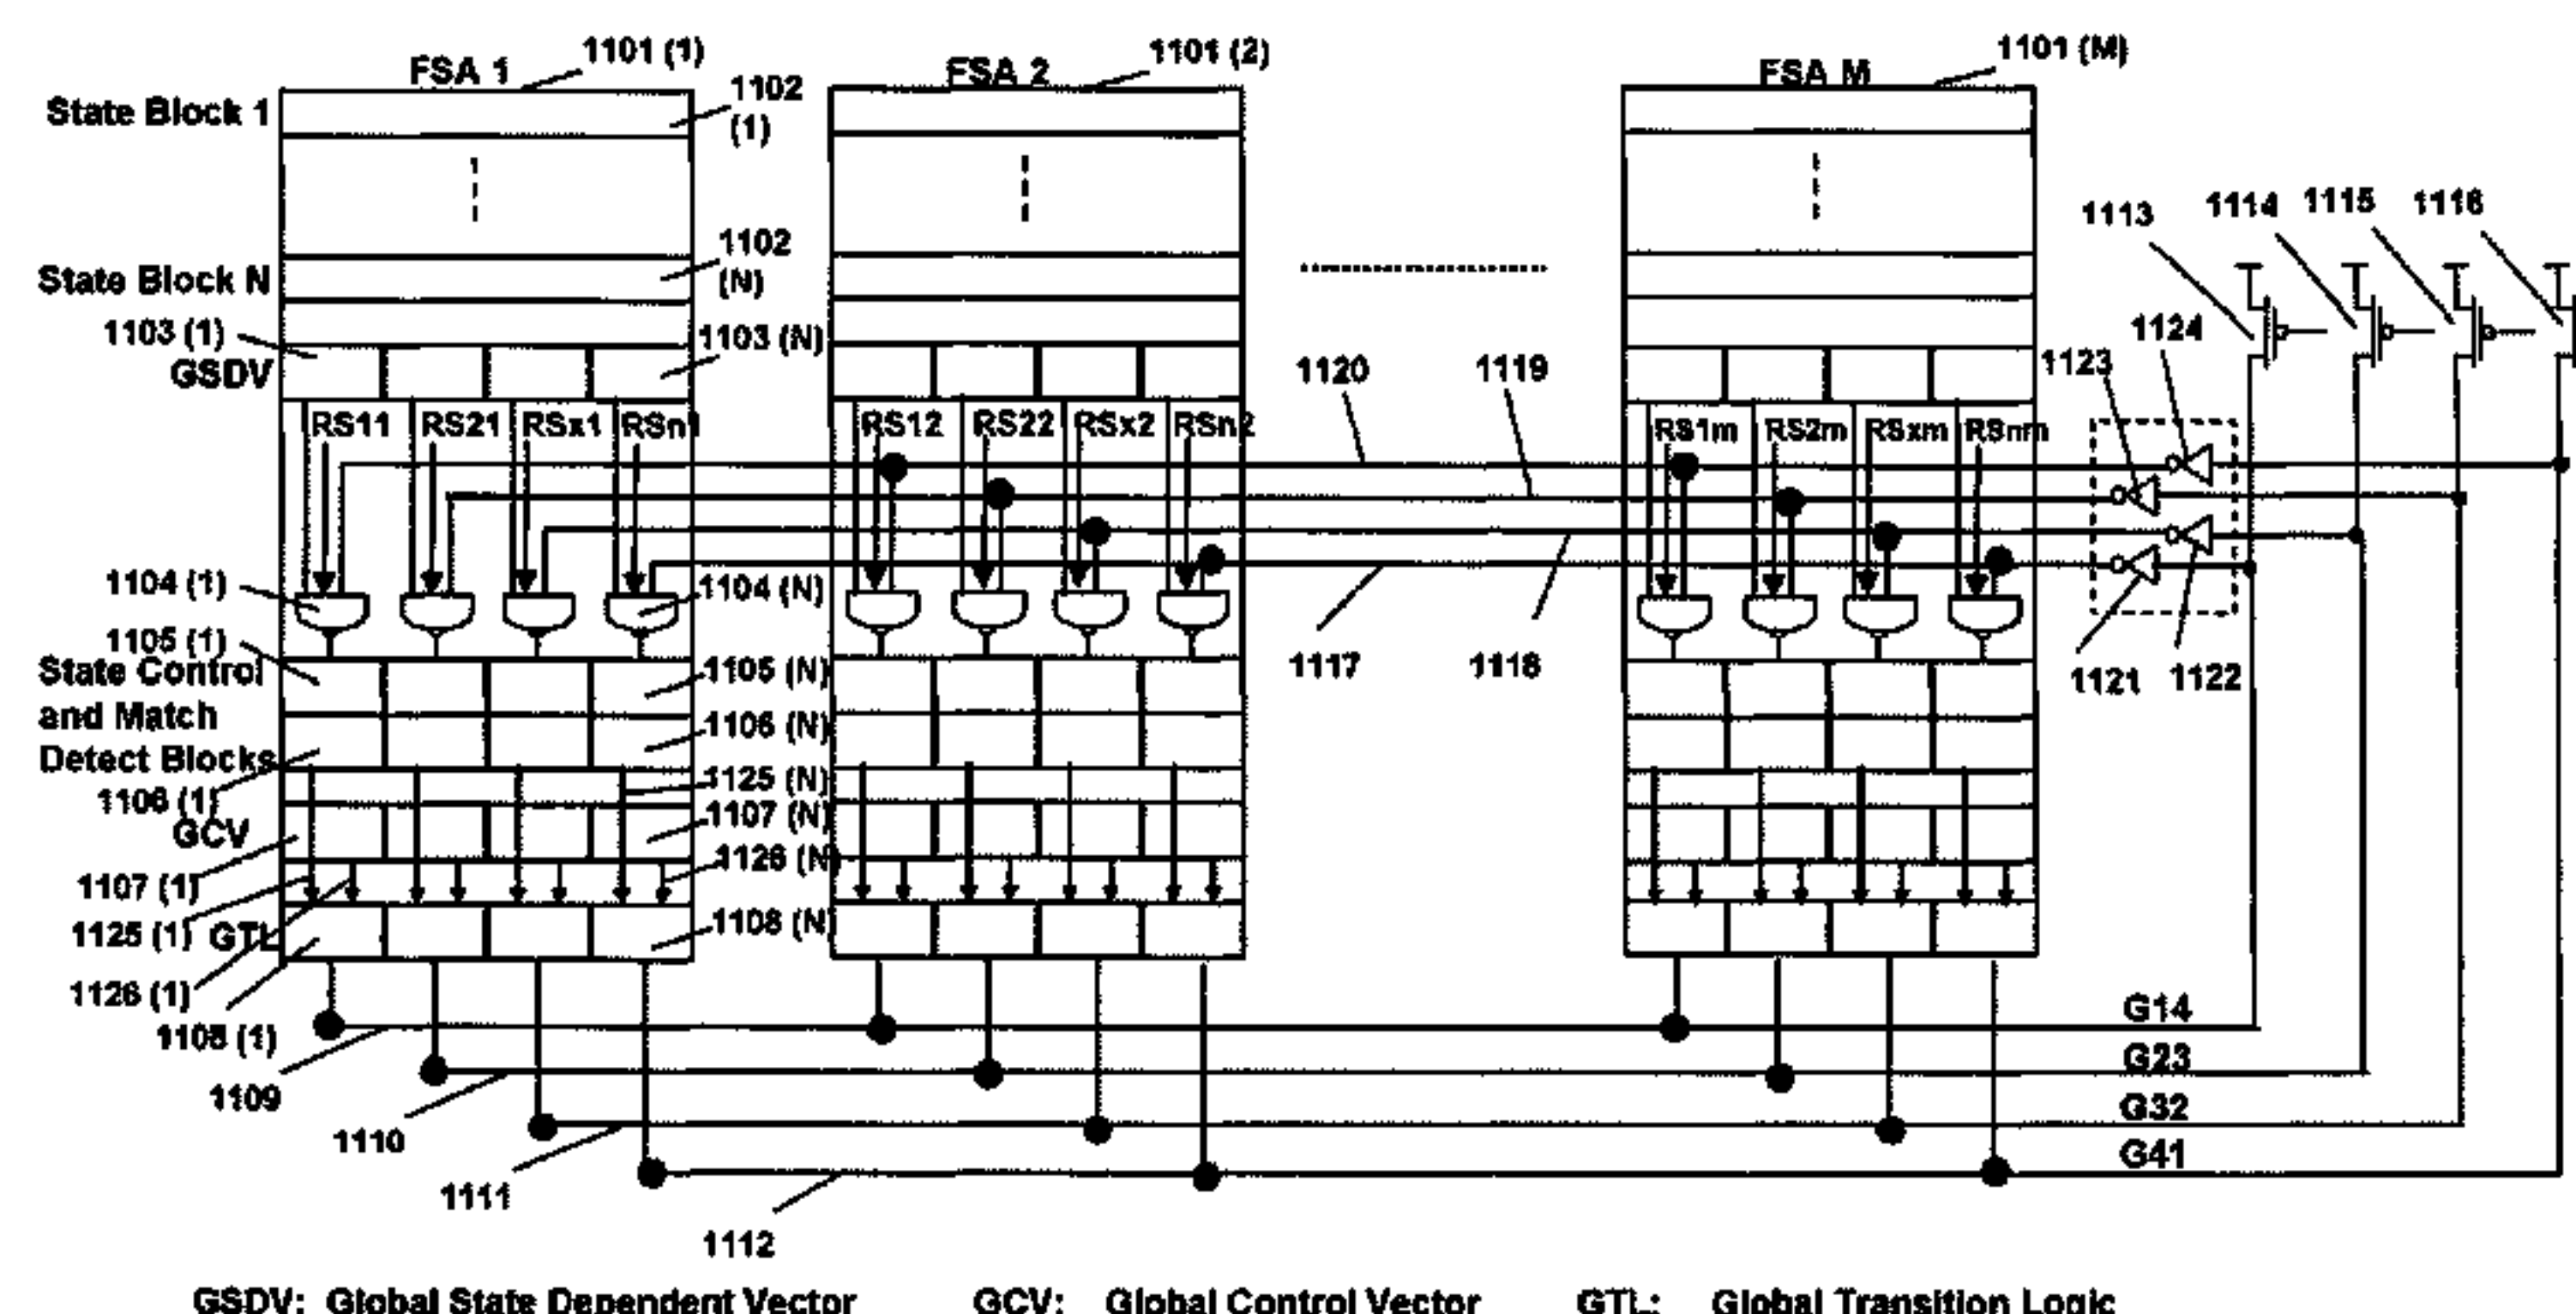 FSA 1
1101 (1)
FSA 2
1101 (2)
FSA M
1101 (M)
State Block 1
1102
(1)
1113
1114
1115
1116
State Block N
1102
(N)
1103 (1)
GSDV
1103 (N)
1120
1119
1123
1124
RS11
RS21
RSx1
RSn1
RS12
RS22
RSx2
RSn2
RS1m
RS2m
RSxm
RSnm
1104 (1)
1104 (N)
1105 (1)
1117
1118
1121
1122
State Control
and Match
Detect Blocks
1105 (N)
1106 (N)
1106 (1)
1125 (N)
GCV
1107 (N)
1107 (1)
1126 (N)
1125 (1)
GTL
1108 (N)
1126 (1)
1108 (1)
1109
G14
G23
1110
G32
1111
G41
1112
GSDV: Global State Dependent Vector
GCV: Global Control Vector
GTL: Global Transition Logic